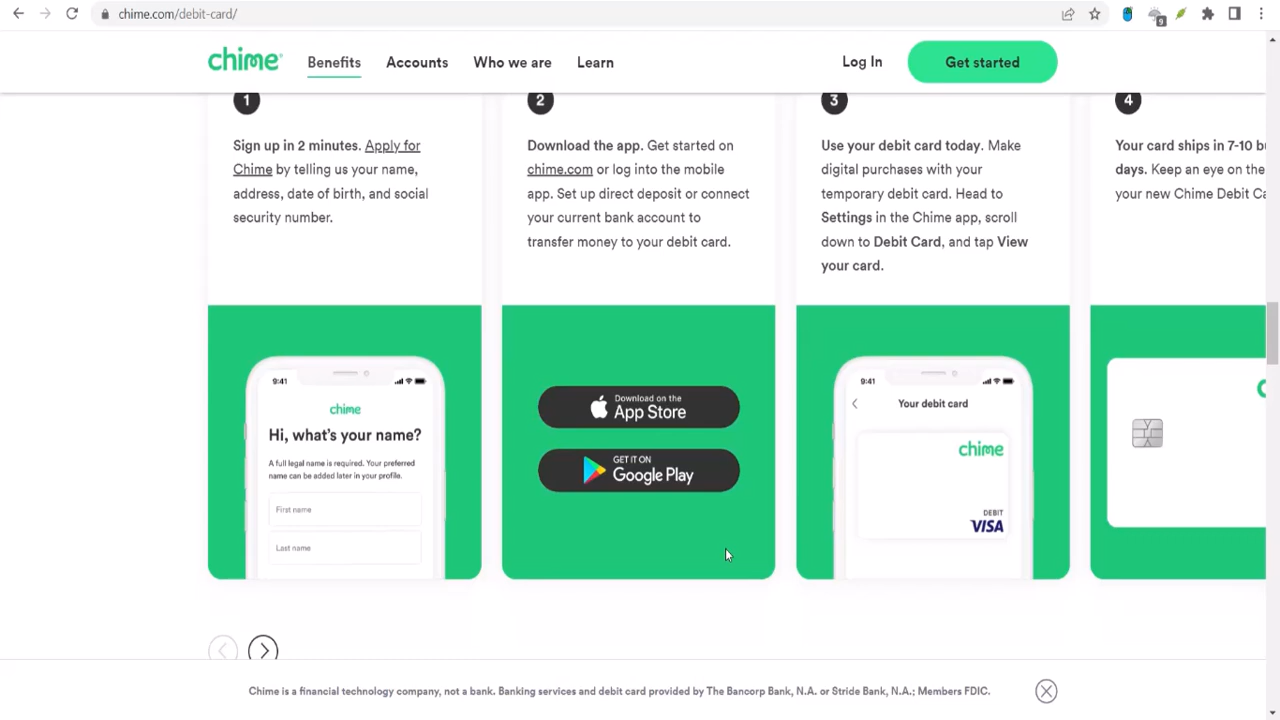 chime.com/debit-card/
9
chime
Benefits
Accounts
Who we are
Learn
Log In
Get started
1
Sign up in 2 minutes. Apply for
Chime by telling us your name,
address, date of birth, and social
security number.
2
Download the app. Get started on
chime.com or log into the mobile
app. Set up direct deposit or connect
your current bank account to
transfer money to your debit card.
3
Use your debit card today. Make
digital purchases with your
temporary debit card. Head to
Settings in the Chime app, scroll
down to Debit Card, and tap View
your card.
4
Your card ships in 7-10 bu
days. Keep an eye on the
your new Chime Debit Ca
9:41
chime
Hi, what's your name?
A full legal name is required. Your preferred
name can be added later in your profile.
First name
Last name
Download on the
App Store
GET IT ON
Google Play
9:41
Your debit card
chime
DEBIT
VISA
Chime is a financial technology company, not a bank. Banking services and debit card provided by The Bancorp Bank, N.A. or Stride Bank, N.A.; Members FDIC.